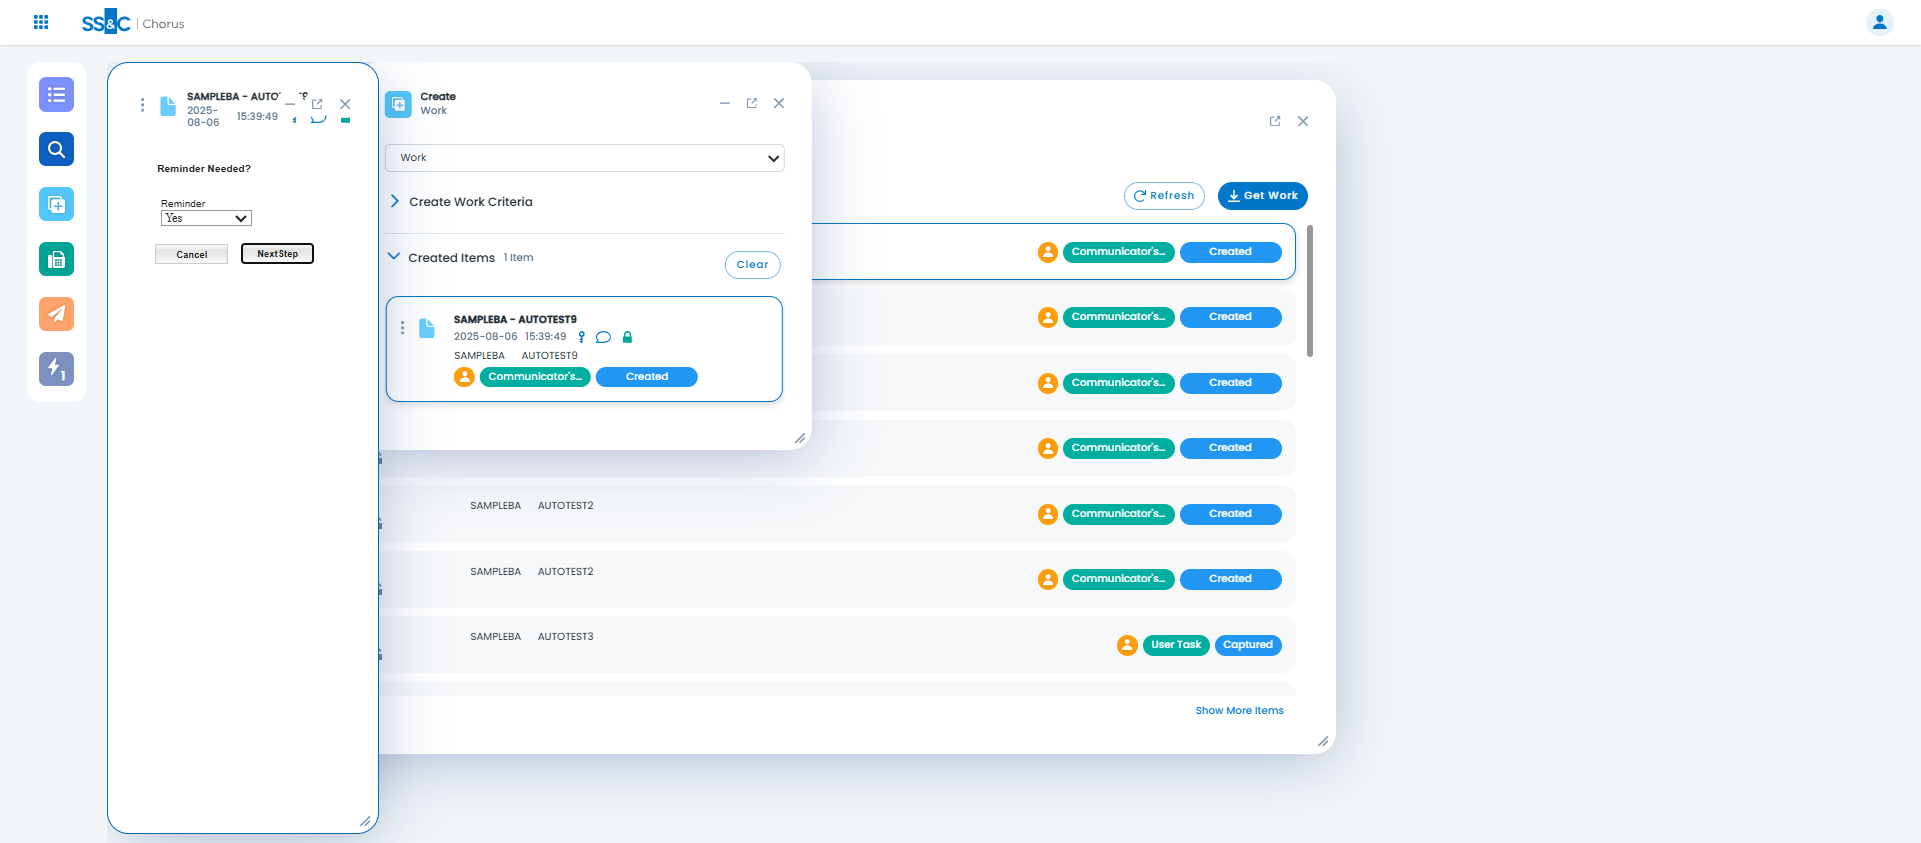 SS&C | Chorus
1
SAMPLEBA - AUTO
2025-08-06 15:39:49
Reminder Needed?
Reminder
Yes
Cancel NextStep
Create
Work
Work
Create Work Criteria
Created Items 1 Item
Clear
SAMPLEBA - AUTOTEST9
2025-08-06 15:39:49
SAMPLEBA AUTOTEST9
Communicator's... Created
Refresh Get Work
Communicator's... Created
Communicator's... Created
Communicator's... Created
Communicator's... Created
SAMPLEBA AUTOTEST2 Communicator's... Created
SAMPLEBA AUTOTEST2 Communicator's... Created
SAMPLEBA AUTOTEST3 User Task Captured
Show More Items